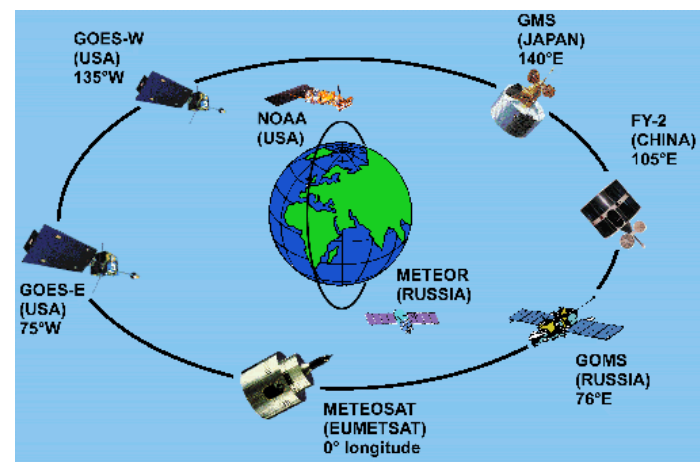 GOES-W
(USA)
135°W
GMS
(JAPAN)
140°E
NOAA
(USA)
FY-2
(CHINA)
105°E
GOES-E
(USA)
75°W
METEOR
(RUSSIA)
GOMS
(RUSSIA)
76°E
METEOSAT
(EUMETSAT)
0° longitude